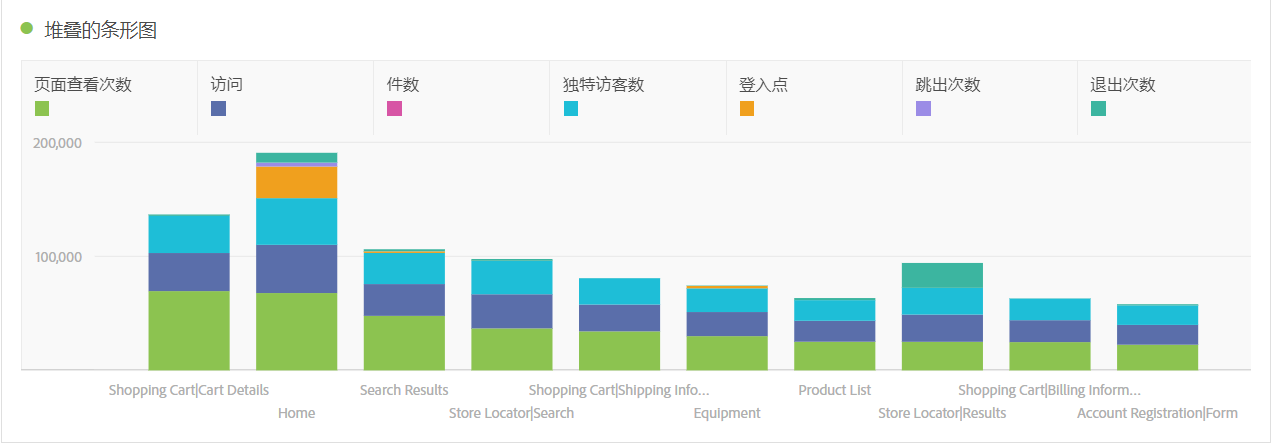 堆叠的条形图
页面查看次数 访问 件数 独特访客数 登入点 跳出次数 退出次数
200,000
100,000
Shopping Cart|Cart Details Search Results Shopping Cart|Shipping Info... Product List Shopping Cart|Billing Inform...
Home Store Locator|Search Equipment Store Locator|Results Account Registration|Form